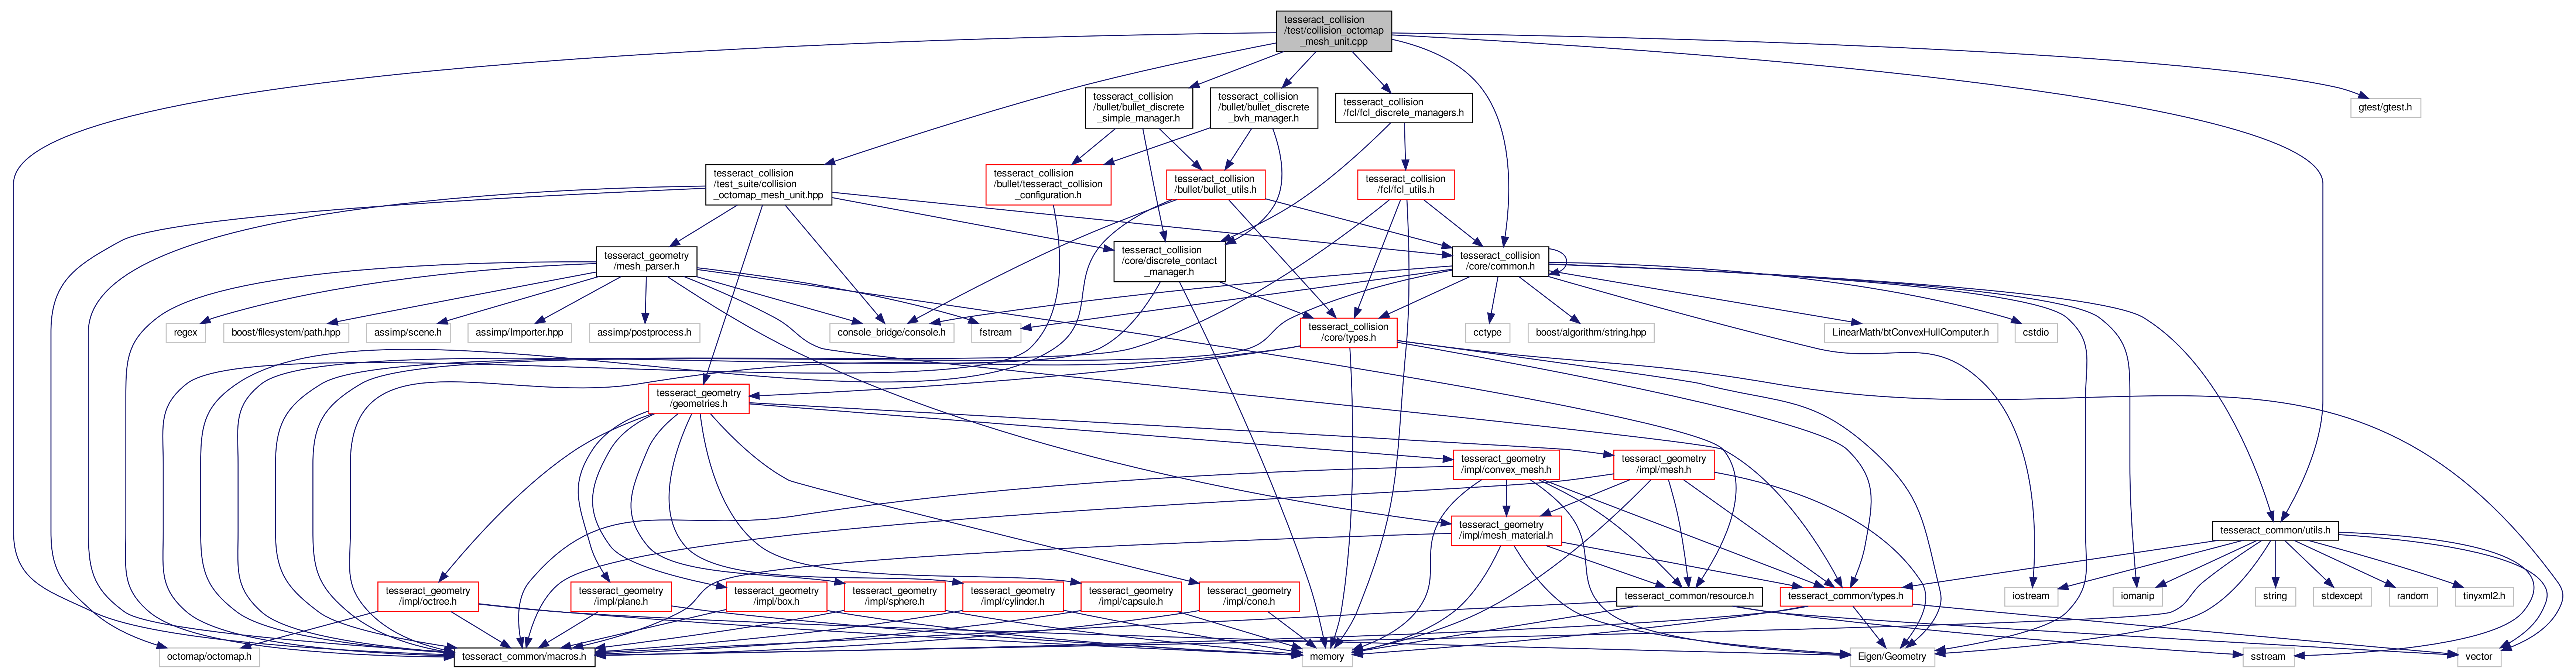 tesseract_collision
/test/collision_octomap
_mesh_unit.cpp
tesseract_collision
/bullet/bullet_discrete
_simple_manager.h
tesseract_collision
/bullet/bullet_discrete
_bvh_manager.h
tesseract_collision
/fcl/fcl_discrete_managers.h
gtest/gtest.h
tesseract_collision
/test_suite/collision
_octomap_mesh_unit.hpp
tesseract_collision
/bullet/tesseract_collision
_configuration.h
tesseract_collision
/bullet/bullet_utils.h
tesseract_collision
/fcl/fcl_utils.h
tesseract_geometry
/mesh_parser.h
tesseract_collision
/core/discrete_contact
_manager.h
tesseract_collision
/core/common.h
regex
boost/filesystem/path.hpp
assimp/scene.h
assimp/Importer.hpp
assimp/postprocess.h
console_bridge/console.h
fstream
tesseract_collision
/core/types.h
cctype
boost/algorithm/string.hpp
LinearMath/btConvexHullComputer.h
cstdio
tesseract_geometry
/geometries.h
tesseract_geometry
/impl/convex_mesh.h
tesseract_geometry
/impl/mesh.h
tesseract_geometry
/impl/mesh_material.h
tesseract_common/utils.h
tesseract_geometry
/impl/octree.h
tesseract_geometry
/impl/plane.h
tesseract_geometry
/impl/box.h
tesseract_geometry
/impl/sphere.h
tesseract_geometry
/impl/cylinder.h
tesseract_geometry
/impl/capsule.h
tesseract_geometry
/impl/cone.h
tesseract_common/resource.h
tesseract_common/types.h
iostream
iomanip
string
stdexcept
random
tinyxml2.h
octomap/octomap.h
tesseract_common/macros.h
memory
Eigen/Geometry
sstream
vector